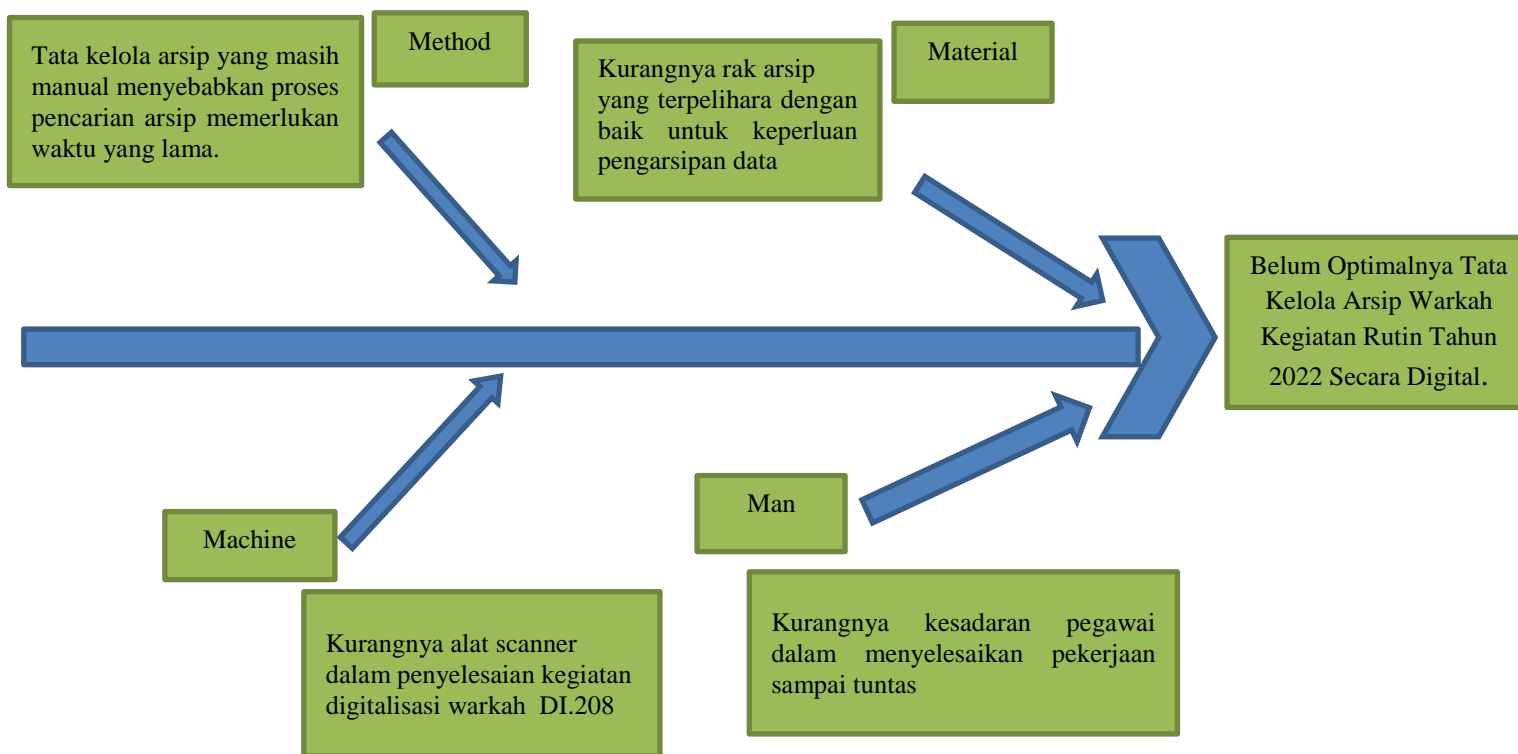 Method
Tata kelola arsip yang masih
manual menyebabkan proses
pencarian arsip memerlukan
waktu yang lama.
Material
Kurangnya rak arsip
yang terpelihara dengan
baik untuk keperluan
pengarsipan data
Belum Optimalnya Tata
Kelola Arsip Warkah
Kegiatan Rutin Tahun
2022 Secara Digital.
Machine
Kurangnya alat scanner
dalam penyelesaian kegiatan
digitalisasi warkah DI.208
Man
Kurangnya kesadaran pegawai
dalam menyelesaikan pekerjaan
sampai tuntas